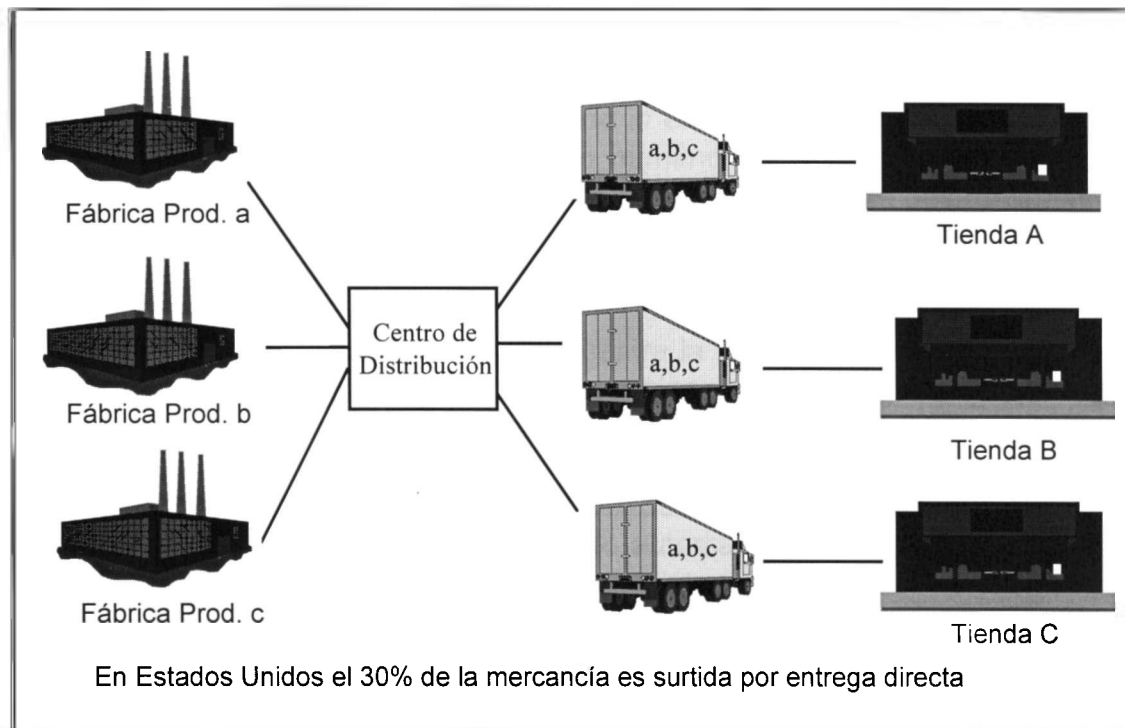 Fábrica Prod. a
Fábrica Prod. b
Fábrica Prod. c
Centro de
Distribución
a,b,c
a,b,c
a,b,c
Tienda A
Tienda B
Tienda C
En Estados Unidos el 30% de la mercancía es surtida por entrega directa